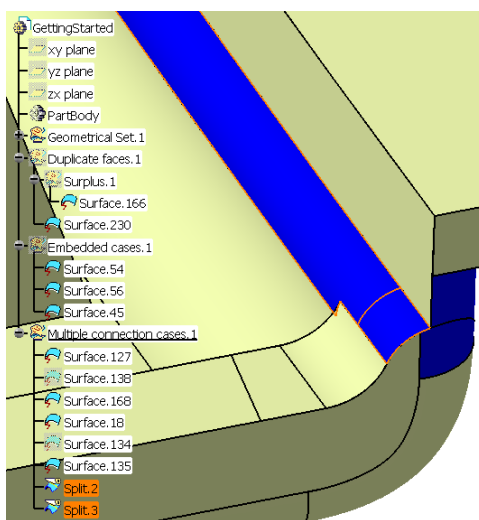 GettingStarted
xy plane
yz plane
zx plane
PartBody
Geometrical Set.1
Duplicate faces.1
Surplus.1
Surface.166
Surface.230
Embedded cases.1
Surface.54
Surface.56
Surface.45
Multiple connection cases.1
Surface.127
Surface.138
Surface.168
Surface.18
Surface.134
Surface.135
Split.2
Split.3